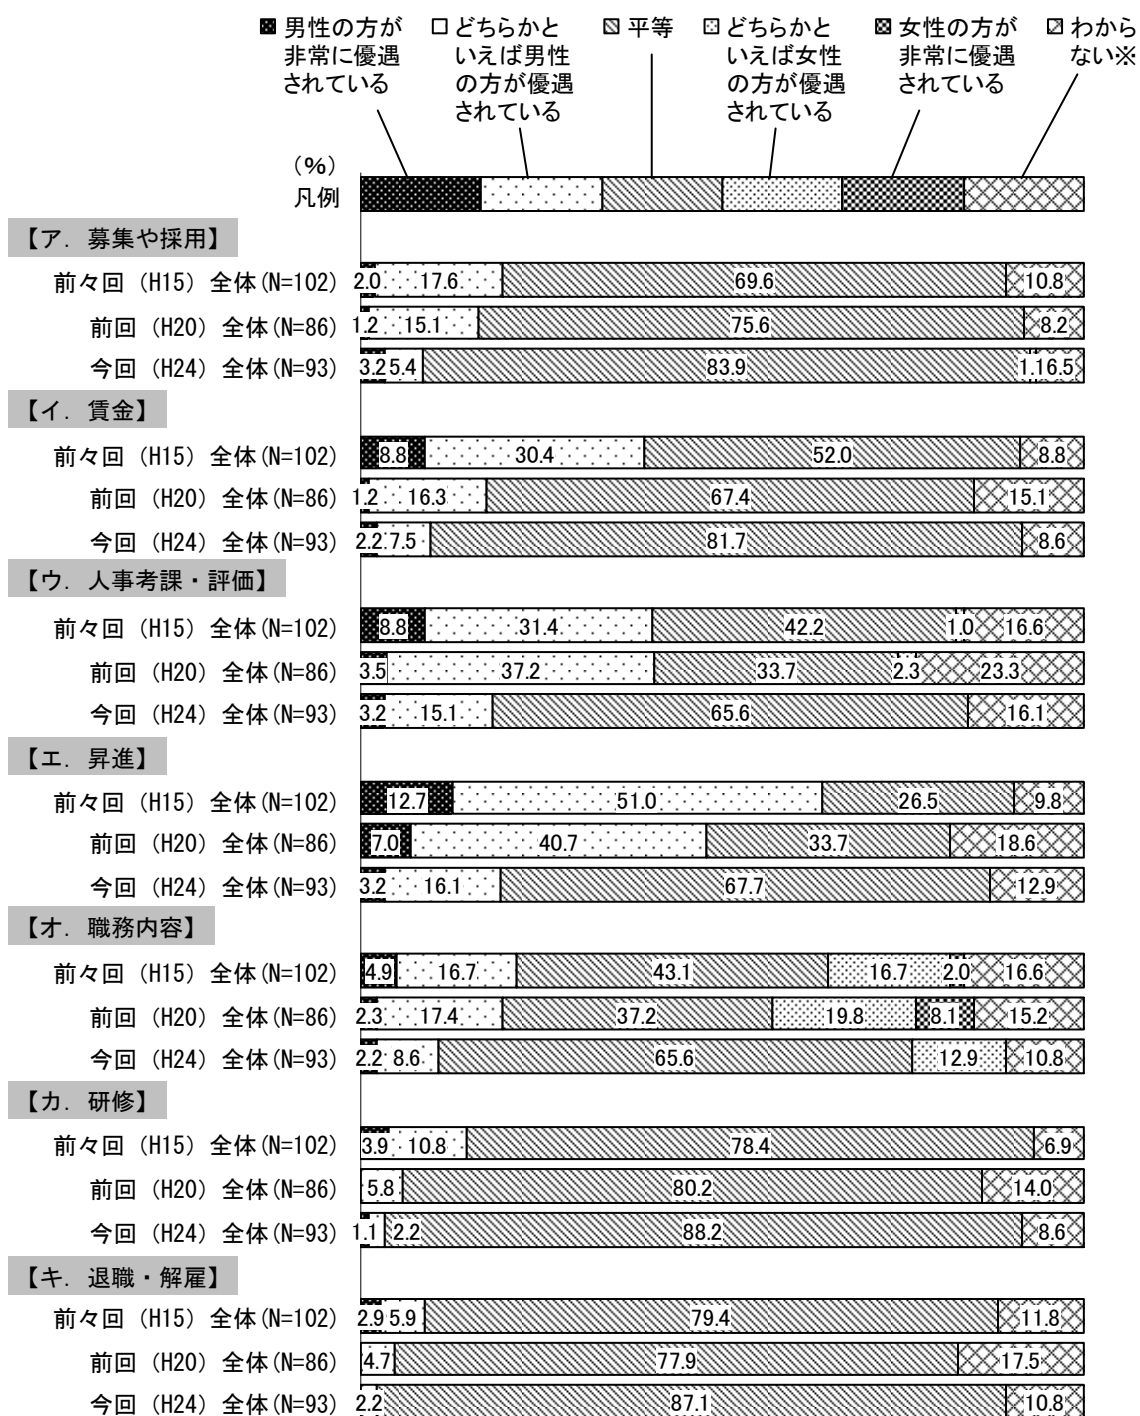 男性の方が
非常に優遇
されている
どちらかと
いえば男性
の方が優遇
されている
平等
どちらかと
いえば女性
の方が優遇
されている
女性の方が
非常に優遇
されている
わから
ない※
(%)
凡例
【ア. 募集や採用】
前々回 (H15) 全体(N=102) 2.0 17.6 69.6 10.8
前回 (H20) 全体(N=86) 1.2 15.1 75.6 8.2
今回 (H24) 全体(N=93) 3.2 5.4 83.9 1.1 6.5
【イ. 賃金】
前々回 (H15) 全体(N=102) 8.8 30.4 52.0 8.8
前回 (H20) 全体(N=86) 1.2 16.3 67.4 15.1
今回 (H24) 全体(N=93) 2.2 7.5 81.7 8.6
【ウ. 人事考課・評価】
前々回 (H15) 全体(N=102) 8.8 31.4 42.2 1.0 16.6
前回 (H20) 全体(N=86) 3.5 37.2 33.7 2.3 23.3
今回 (H24) 全体(N=93) 3.2 15.1 65.6 16.1
【エ. 昇進】
前々回 (H15) 全体(N=102) 12.7 51.0 26.5 9.8
前回 (H20) 全体(N=86) 7.0 40.7 33.7 18.6
今回 (H24) 全体(N=93) 3.2 16.1 67.7 12.9
【オ. 職務内容】
前々回 (H15) 全体(N=102) 4.9 16.7 43.1 16.7 2.0 16.6
前回 (H20) 全体(N=86) 2.3 17.4 37.2 19.8 8.1 15.2
今回 (H24) 全体(N=93) 2.2 8.6 65.6 12.9 10.8
【カ. 研修】
前々回 (H15) 全体(N=102) 3.9 10.8 78.4 6.9
前回 (H20) 全体(N=86) 5.8 80.2 14.0
今回 (H24) 全体(N=93) 1.1 2.2 88.2 8.6
【キ. 退職・解雇】
前々回 (H15) 全体(N=102) 2.9 5.9 79.4 11.8
前回 (H20) 全体(N=86) 4.7 77.9 17.5
今回 (H24) 全体(N=93) 2.2 87.1 10.8